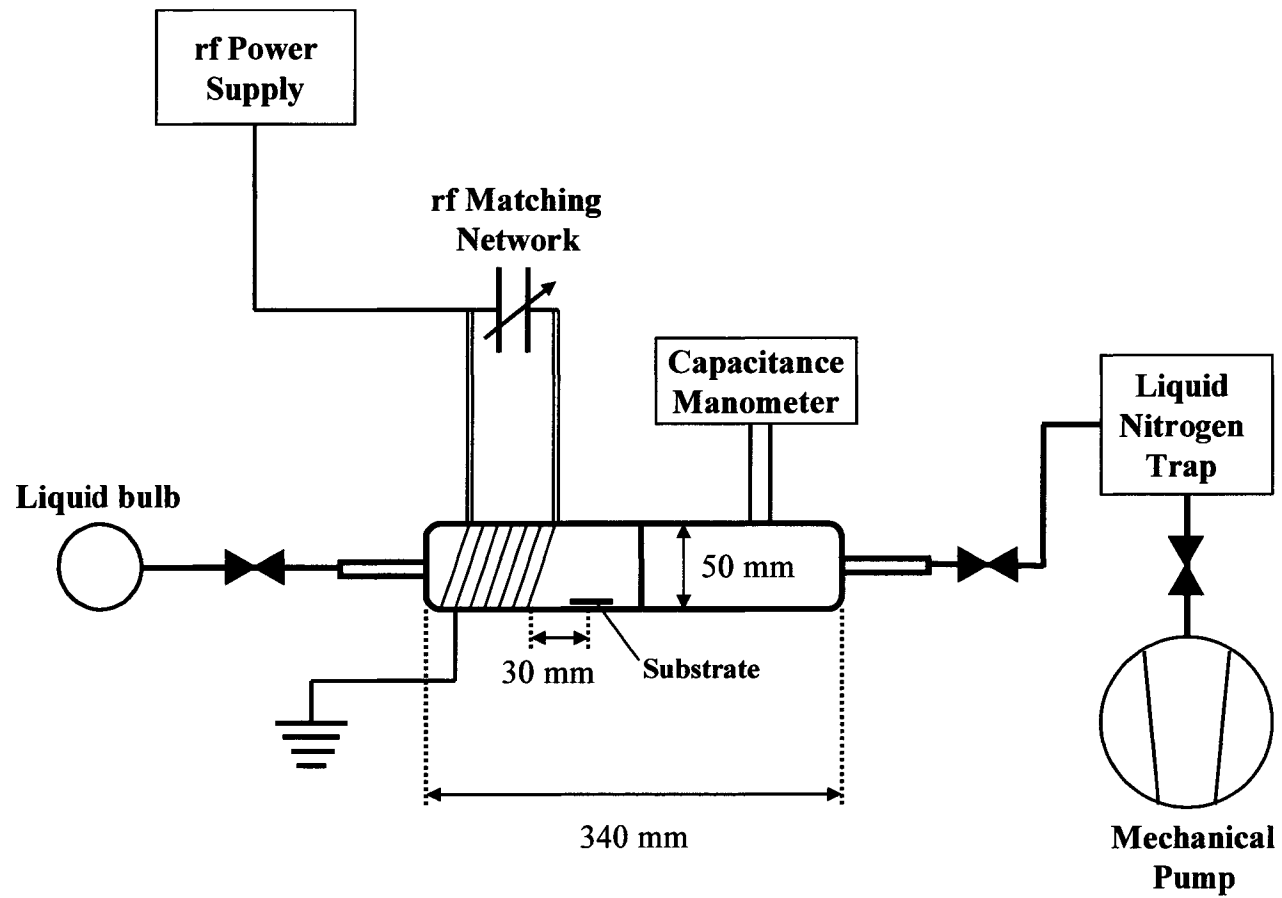 rf Power
Supply
rf Matching
Network
Capacitance
Manometer
Liquid
Nitrogen
Trap
Liquid bulb
50 mm
30 mm
Substrate
340 mm
Mechanical
Pump